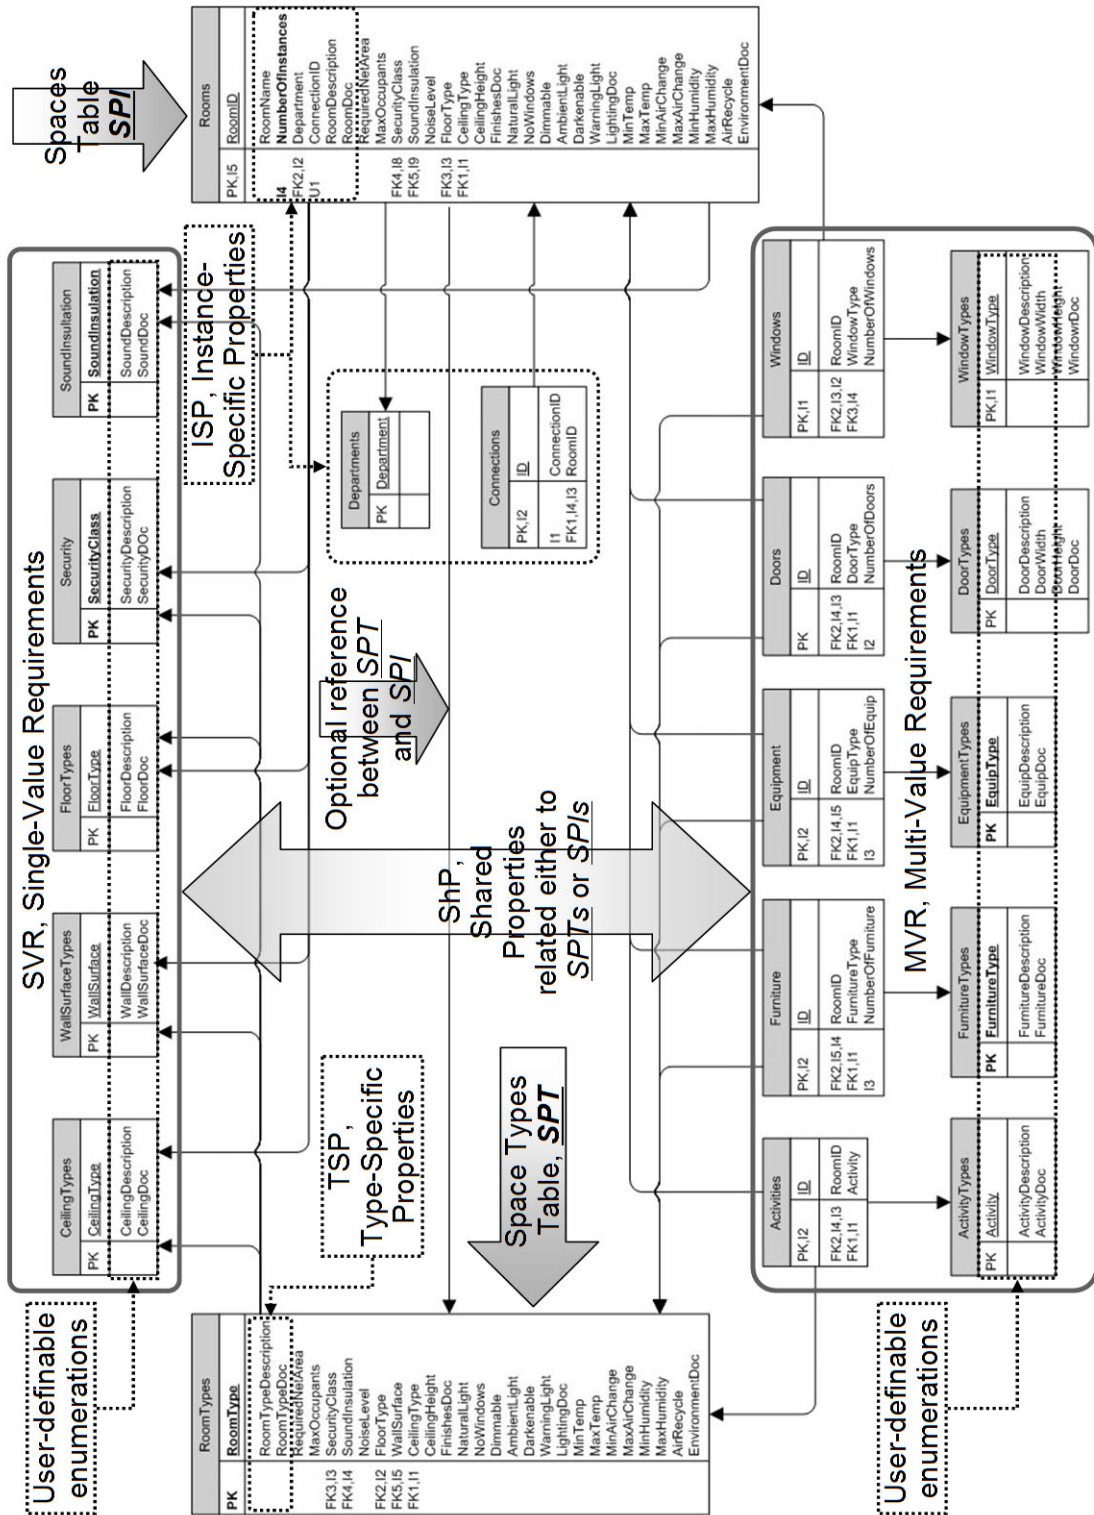 User-definable
enumerations
SVR, Single-Value Requirements
CeilingTypes
PK CeilingType
CeilingDescription
CeilingDoc
WallSurfaceTypes
PK WallSurface
WallDescription
WallSurfaceDoc
FloorTypes
PK FloorType
FloorDescription
FloorDoc
Security
PK SecurityClass
SecurityDescription
SecurityDOc
SoundInsultation
PK SoundInsulation
SoundDescription
SoundDoc
Spaces
Table
SPI
RoomTypes
PK RoomType
RoomTypeDescription
RoomTypeDoc
RequiredNetArea
MaxOccupants
FK3,I3 SecurityClass
FK4,I4 SoundInsulation
NoiseLevel
FK2,I2 FloorType
FK5,I5 WallSurface
FK1,I1 CeilingType
CeilingHeight
FinishesDoc
NaturalLight
NoWindows
Dimmable
AmbientLight
Darkenable
WarningLight
LightingDoc
MinTemp
MaxTemp
MinAirChange
MaxAirChange
MinHumidity
MaxHumidity
AirRecycle
EnvironmentDoc
TSP,
Type-Specific
Properties
Space Types
Table, SPT
ShP,
Shared
Properties
related either to
SPTs or SPIs
Optional reference
between SPT
and SPI
ISP, Instance-
Specific Properties
Departments
PK Department
Connections
PK,I2 ID
I1 ConnectionID
FK1,I4,I3 RoomID
Rooms
PK,I5 RoomID
RoomName
I4 NumberOfInstances
FK2,I2 Department
U1 ConnectionID
RoomDescription
RoomDoc
RequiredNetArea
MaxOccupants
FK4,I8 SecurityClass
FK5,I9 SoundInsulation
NoiseLevel
FK3,I3 FloorType
FK1,I1 CeilingType
CeilingHeight
FinishesDoc
NaturalLight
NoWindows
Dimmable
AmbientLight
Darkenable
WarningLight
LightingDoc
MinTemp
MaxTemp
MinAirChange
MaxAirChange
MinHumidity
MaxHumidity
AirRecycle
EnvironmentDoc
Activities
PK,I2 ID
FK2,I4,I3 RoomID
FK1,I1 Activity
Furniture
PK,I2 ID
FK2,I5,I4 RoomID
FK1,I1 FurnitureType
I3 NumberOfFurniture
Equipment
PK,I2 ID
FK2,I4,I5 RoomID
FK1,I1 EquipType
I3 NumberOfEquip
Doors
PK ID
FK2,I4,I3 RoomID
FK1,I1 DoorType
I2 NumberOfDoors
Windows
PK,I1 ID
FK2,I3,I2 RoomID
FK3,I4 WindowType
NumberOfWindows
User-definable
enumerations
MVR, Multi-Value Requirements
ActivityTypes
PK Activity
ActivityDescription
ActivityDoc
FurnitureTypes
PK FurnitureType
FurnitureDescription
FurnitureDoc
EquipmentTypes
PK EquipType
EquipDescription
EquipDoc
DoorTypes
PK DoorType
DoorDescription
DoorWidth
DoorHeight
DoorDoc
WindowTypes
PK,I1 WindowType
WindowDescription
WindowWidth
WindowHeight
WindowrDoc